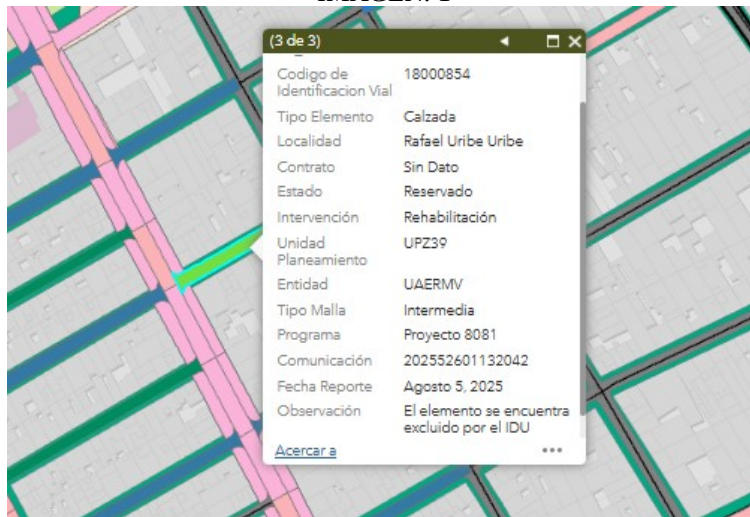 (3 de 3)
Codigo de Identificacion Vial 18000854
Tipo Elemento Calzada
Localidad Rafael Uribe Uribe
Contrato Sin Dato
Estado Reservado
Intervención Rehabilitación
Unidad Planeamiento UPZ39
Entidad UAERMV
Tipo Malla Intermedia
Programa Proyecto 8081
Comunicación 202552601132042
Fecha Reporte Agosto 5, 2025
Observación El elemento se encuentra
excluido por el IDU
Acercar a